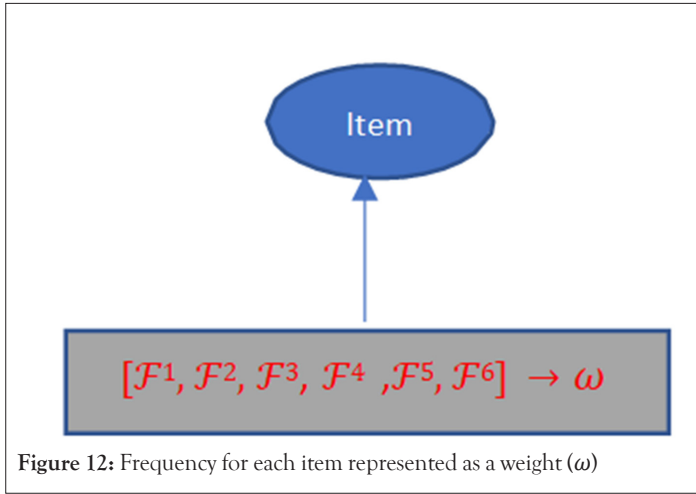 Item
[ℱ¹, ℱ², ℱ³, ℱ⁴ ,ℱ⁵, ℱ⁶] → ω
Figure 12: Frequency for each item represented as a weight (ω)